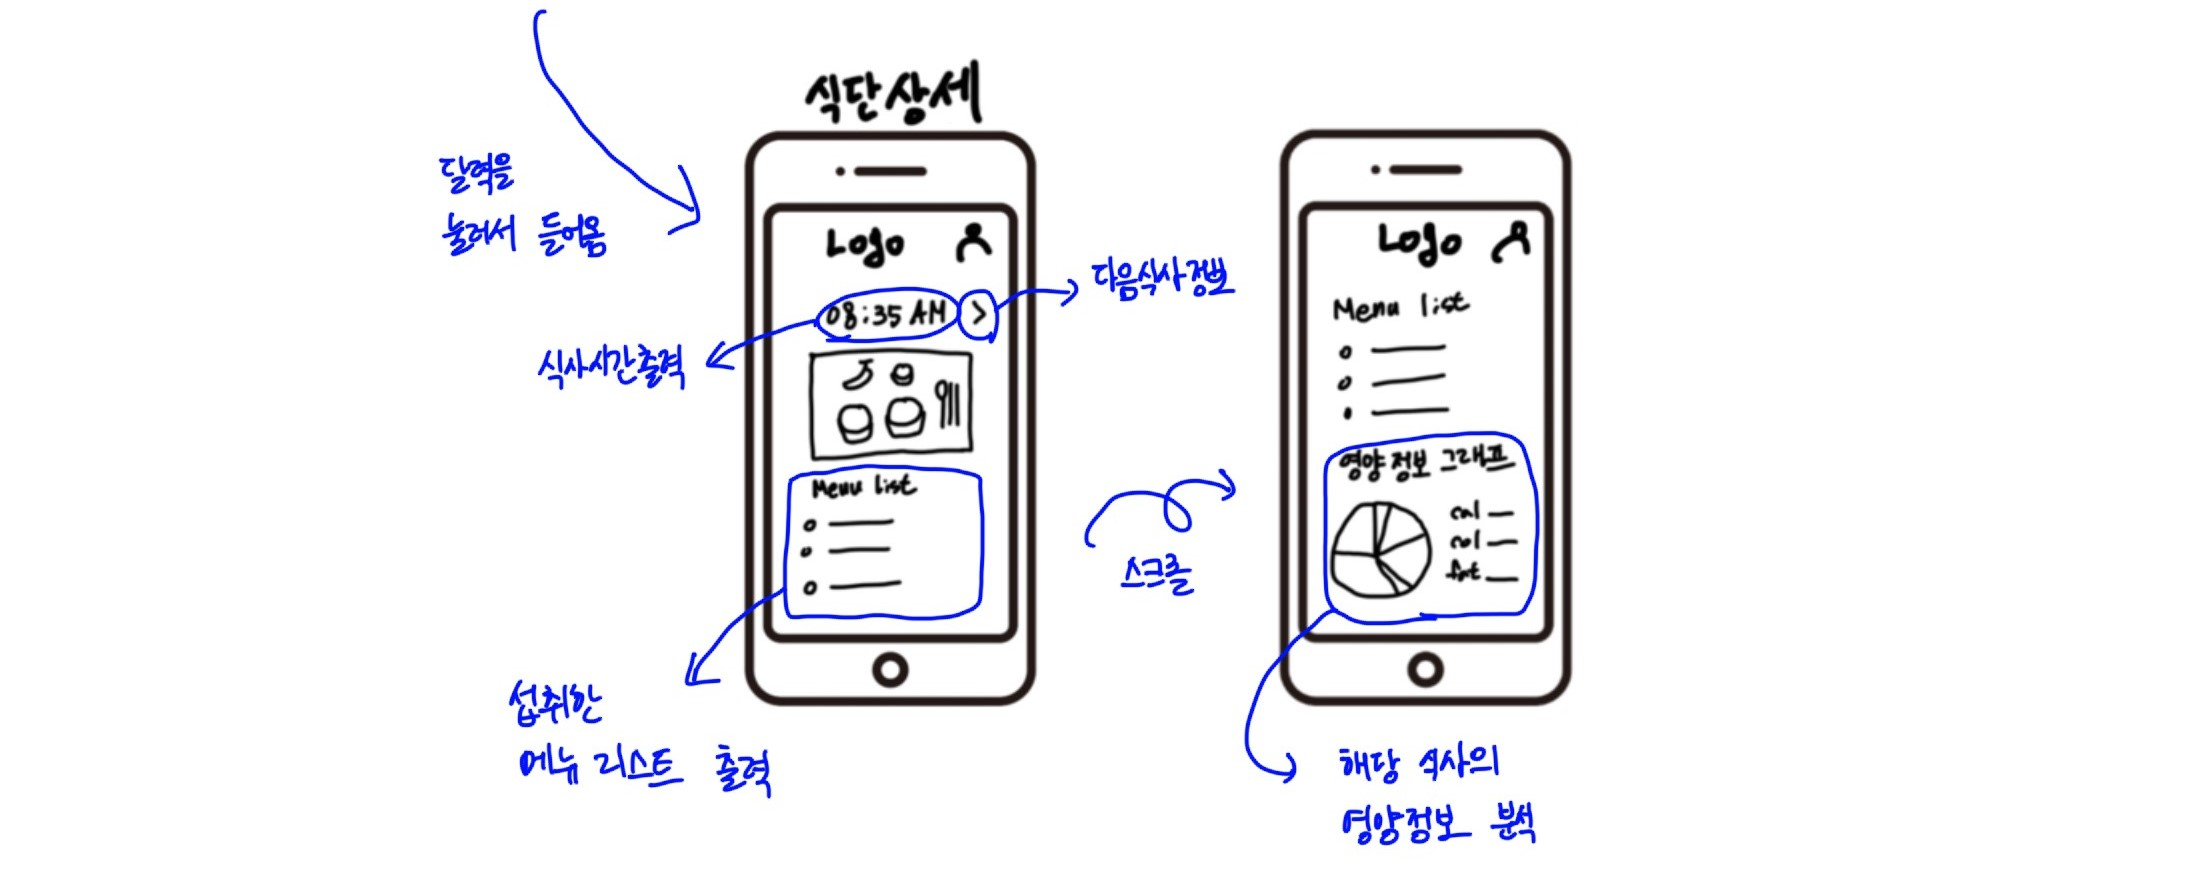 식단상세
달력을
눌러서 들어옴
Logo
08:35 AM >
다음식사정보
식사시간출력
Menu list
섭취한
메뉴 리스트 출력
스크롤
Logo
Menu list
영양 정보 그래프
cal
cal
fat
해당 식사의
영양정보 분석